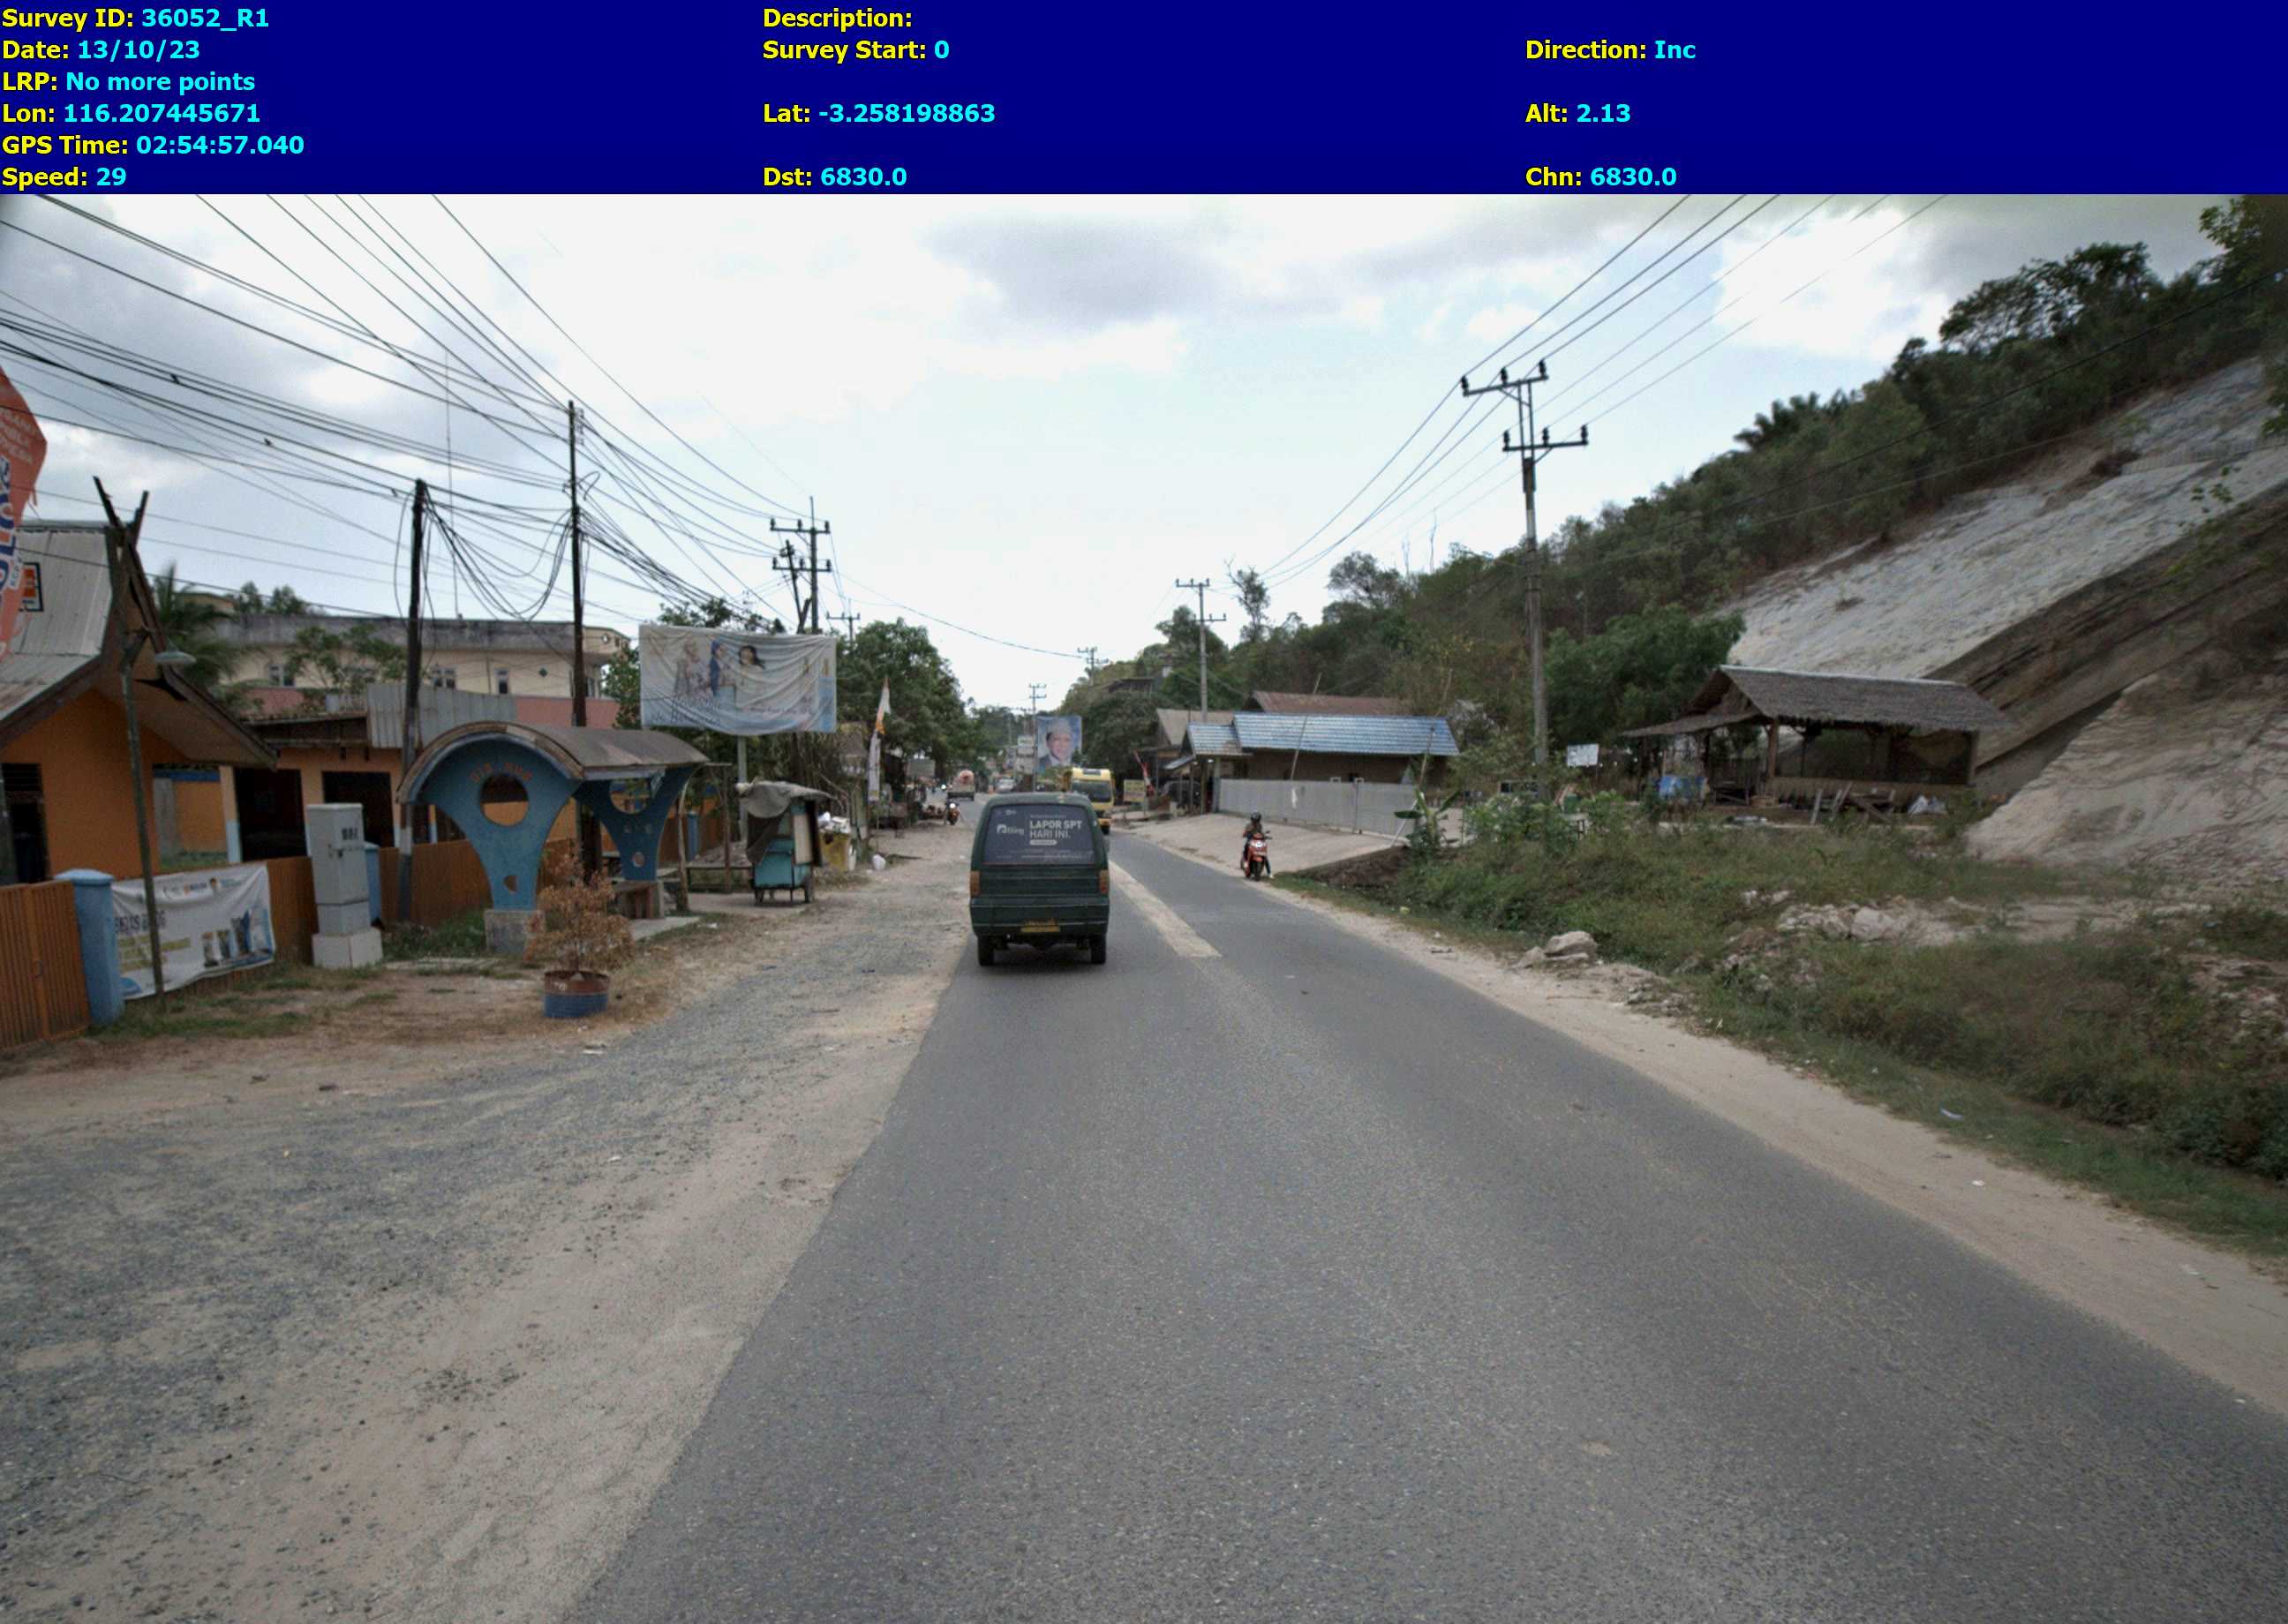 Survey ID: 36052_R1
Description:
Date: 13/10/23
Survey Start: 0
Direction: Inc
LRP: No more points
Lon: 116.207445671
Lat: -3.258198863
Alt: 2.13
GPS Time: 02:54:57.040
Speed: 29
Dst: 6830.0
Chn: 6830.0
LAPOR SPT
HARI INI.